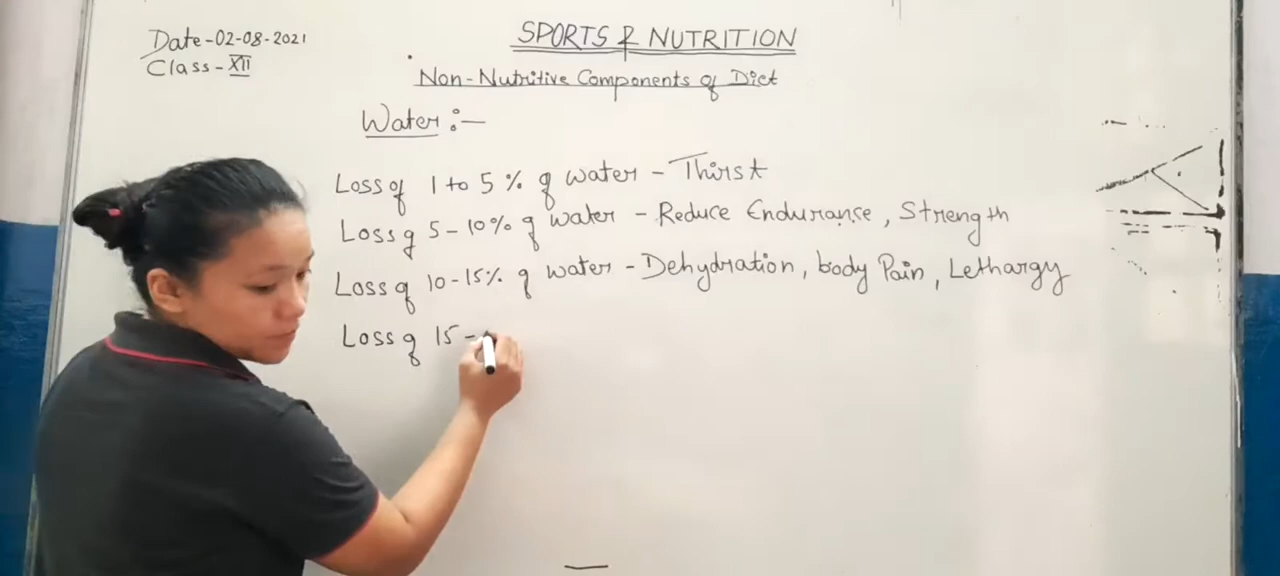 Date-02-08-2021
Class-XII
SPORTS & NUTRITION
Non-Nutritive Components of Diet
Water :-
Loss of 1 to 5 % of water - Thirst
Loss of 5-10% of water - Reduce Endurance, Strength
Loss of 10-15% of water - Dehydration, body Pain, Lethargy
Loss of 15-